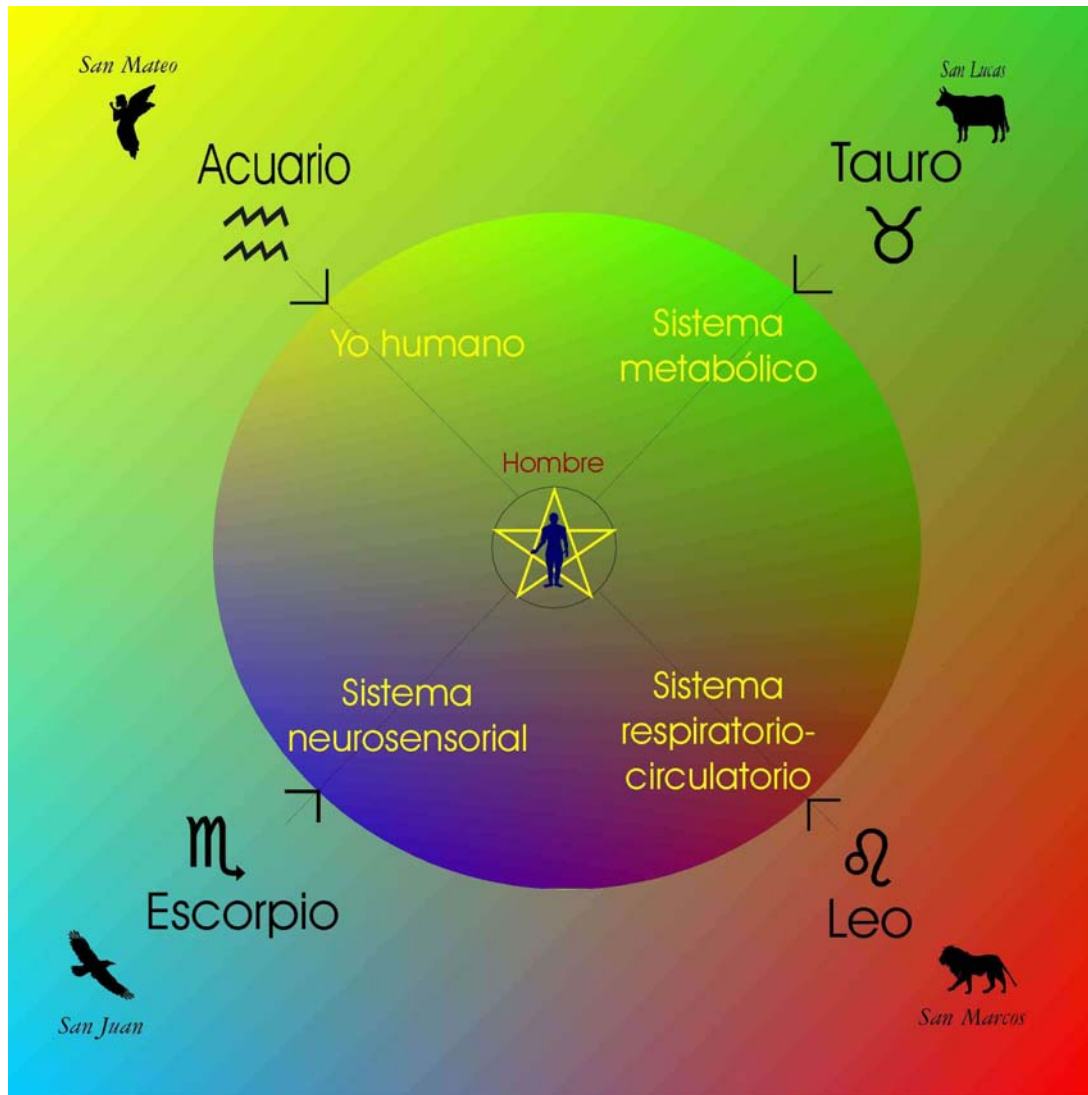 San Mateo
San Lucas
Acuario
Tauro
Yo humano
Sistema
metabólico
Hombre
Sistema
neurosensorial
Sistema
respiratorio-
circulatorio
Escorpio
Leo
San Juan
San Marcos